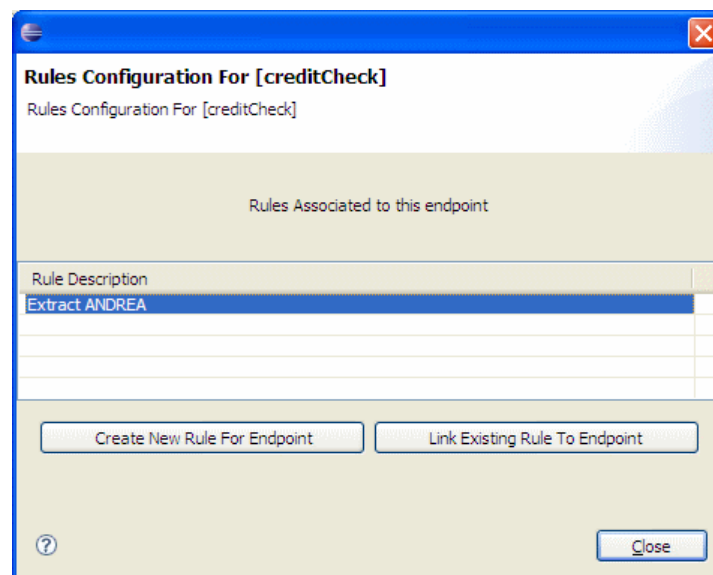 Rules Configuration For [creditCheck]
Rules Configuration For [creditCheck]
Rules Associated to this endpoint
Rule Description
Extract ANDREA
Create New Rule For Endpoint Link Existing Rule To Endpoint
? Close